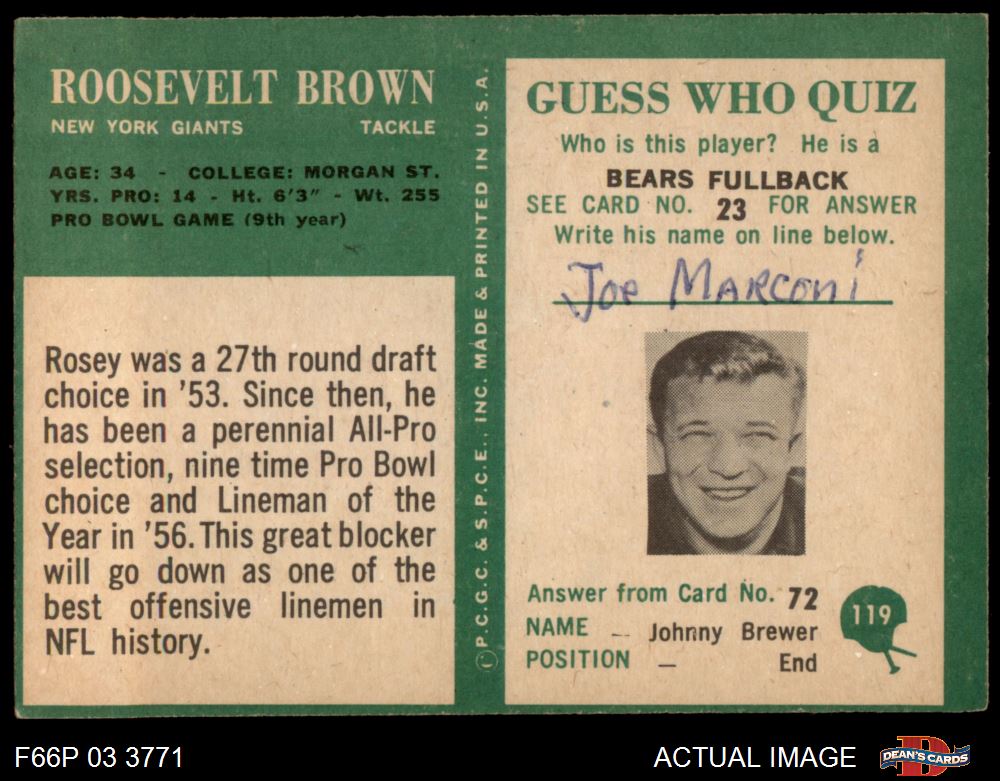 ROOSEVELT BROWN
NEW YORK GIANTS TACKLE
AGE: 34 - COLLEGE: MORGAN ST.
YRS. PRO: 14 - Ht. 6'3" - Wt. 255
PRO BOWL GAME (9th year)
Rosey was a 27th round draft
choice in '53. Since then, he
has been a perennial All-Pro
selection, nine time Pro Bowl
choice and Lineman of the
Year in '56. This great blocker
will go down as one of the
best offensive linemen in
NFL history.
©P.C.G.C. & S.P.C.E., INC. MADE & PRINTED IN U.S.A.
GUESS WHO QUIZ
Who is this player? He is a
BEARS FULLBACK
SEE CARD NO. 23 FOR ANSWER
Write his name on line below.
Joe Marconi
Answer from Card No. 72
NAME — Johnny Brewer
POSITION — End
119
F66P 03 3771
ACTUAL IMAGE
DEAN'S CARDS